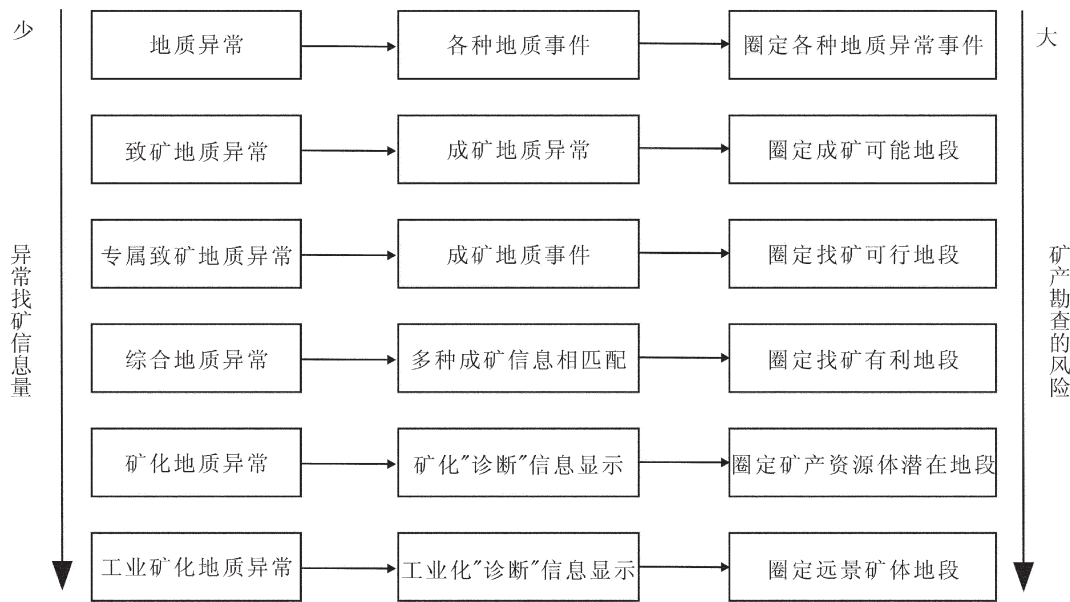 少
大
地质异常
各种地质事件
圈定各种地质异常事件
致矿地质异常
成矿地质异常
圈定成矿可能地段
专属致矿地质异常
成矿地质事件
圈定找矿可行地段
综合地质异常
多种成矿信息相匹配
圈定找矿有利地段
矿化地质异常
矿化"诊断"信息显示
圈定矿产资源体潜在地段
工业矿化地质异常
工业化"诊断"信息显示
圈定远景矿体地段
异常找矿信息量
矿产勘查的风险